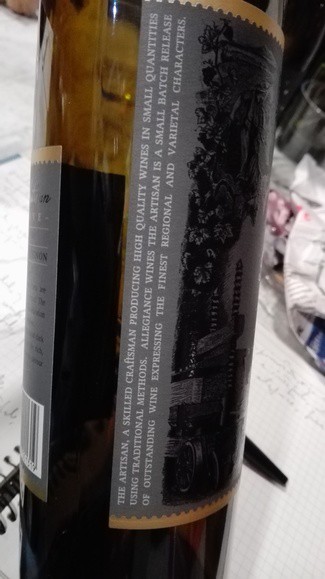 THE ARTISAN, A SKILLED CRAftSMAN PRODUCING HIGH QUALITY WINES IN SMALL QUANTITIES
USING TRADITIONAL METHODS. ALLEGIANCE WINES THE ARTISAN IS A SMALL BATCH RELEASE
OF OUTSTANDING WINE EXPRESSING THE FINEST REGIONAL AND VARIETAL CHARACTERS.